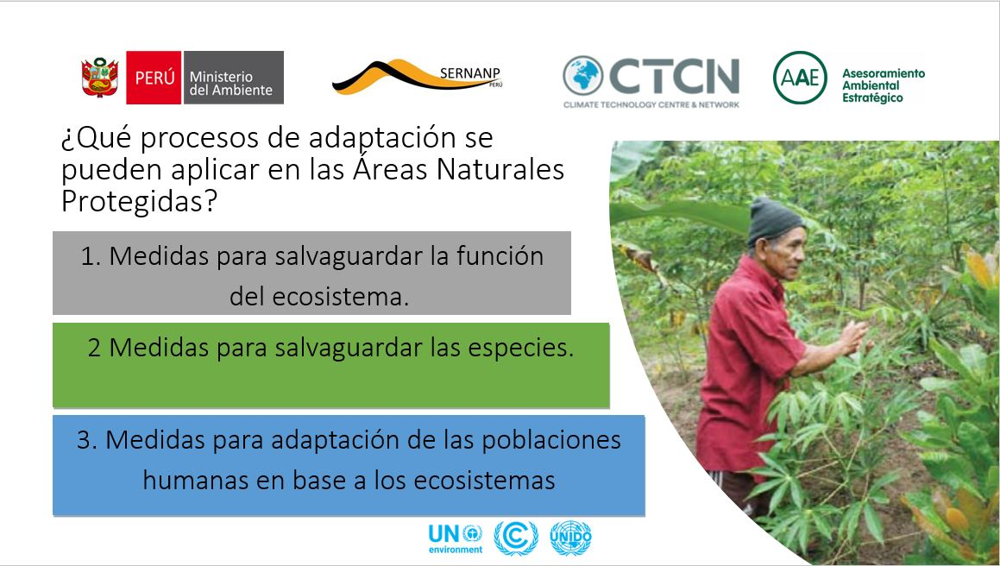 PERÚ
Ministerio
del Ambiente
SERNANP
PERÚ
CTCN
CLIMATE TECHNOLOGY CENTRE & NETWORK
AAE
Asesoramiento
Ambiental
Estratégico
¿Qué procesos de adaptación se
pueden aplicar en las Áreas Naturales
Protegidas?
1. Medidas para salvaguardar la función
del ecosistema.
2 Medidas para salvaguardar las especies.
3. Medidas para adaptación de las poblaciones
humanas en base a los ecosistemas
UN
environment
UNIDO